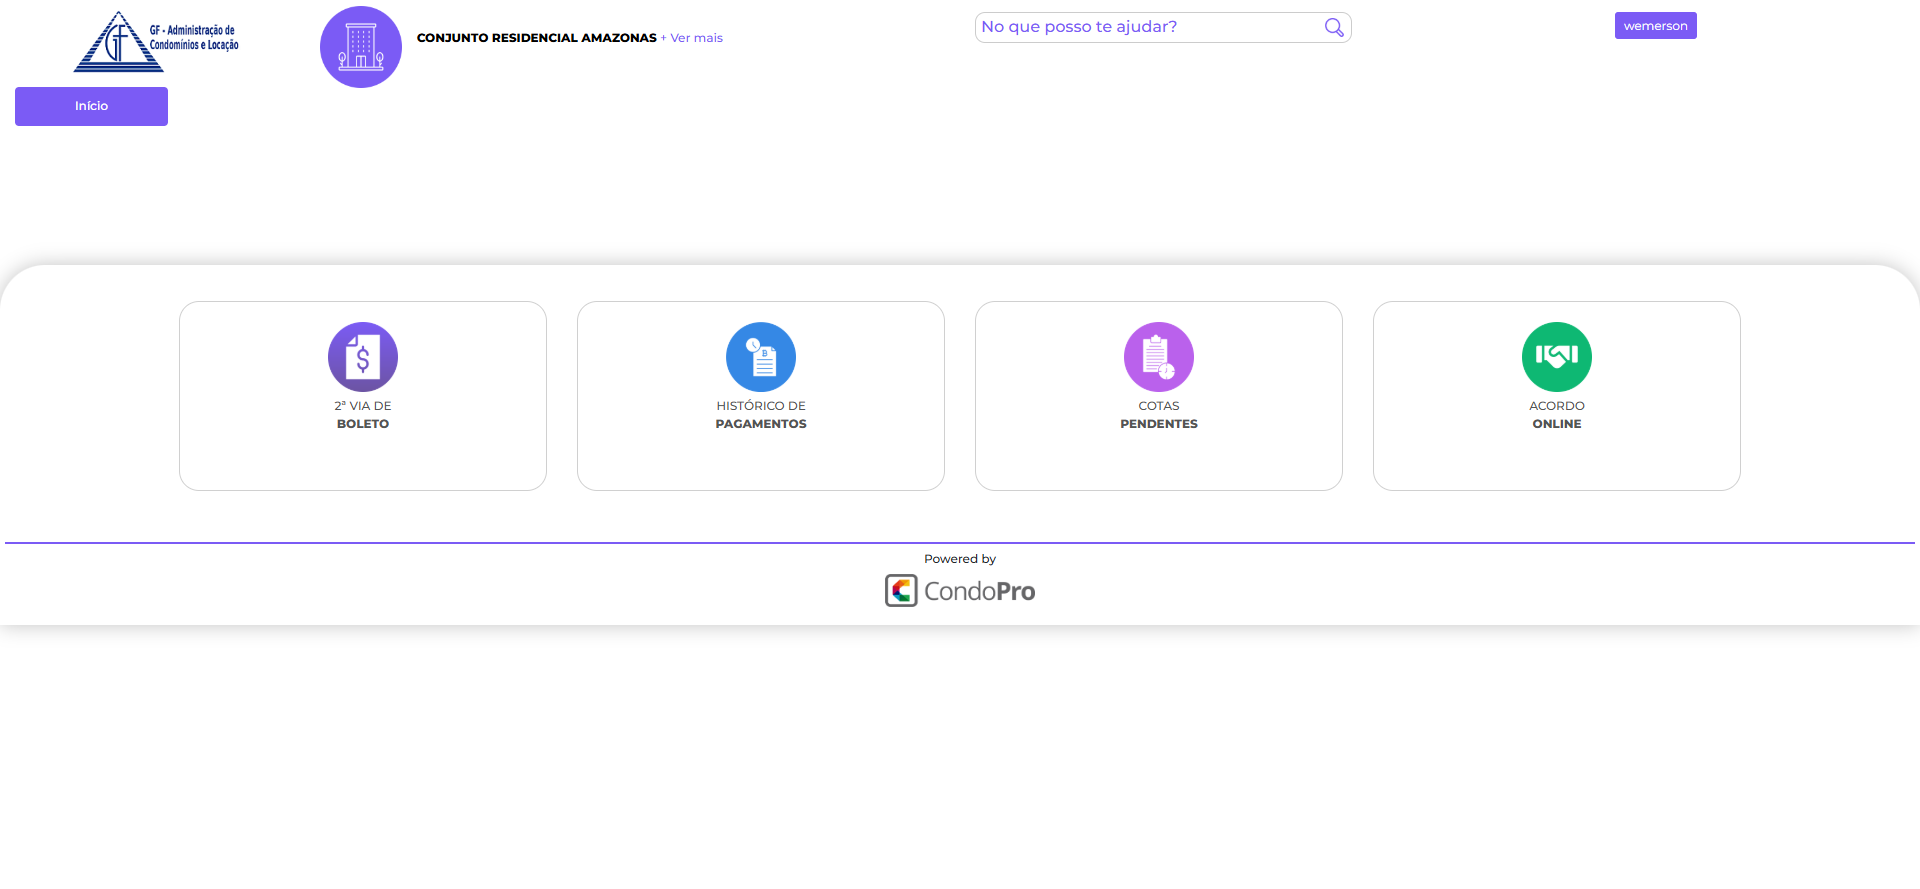 GF - Administração de
Condomínios e Locação
CONJUNTO RESIDENCIAL AMAZONAS + Ver mais
No que posso te ajudar?
wemerson
Início
2ª VIA DE
BOLETO
HISTÓRICO DE
PAGAMENTOS
COTAS
PENDENTES
ACORDO
ONLINE
Powered by
CondoPro